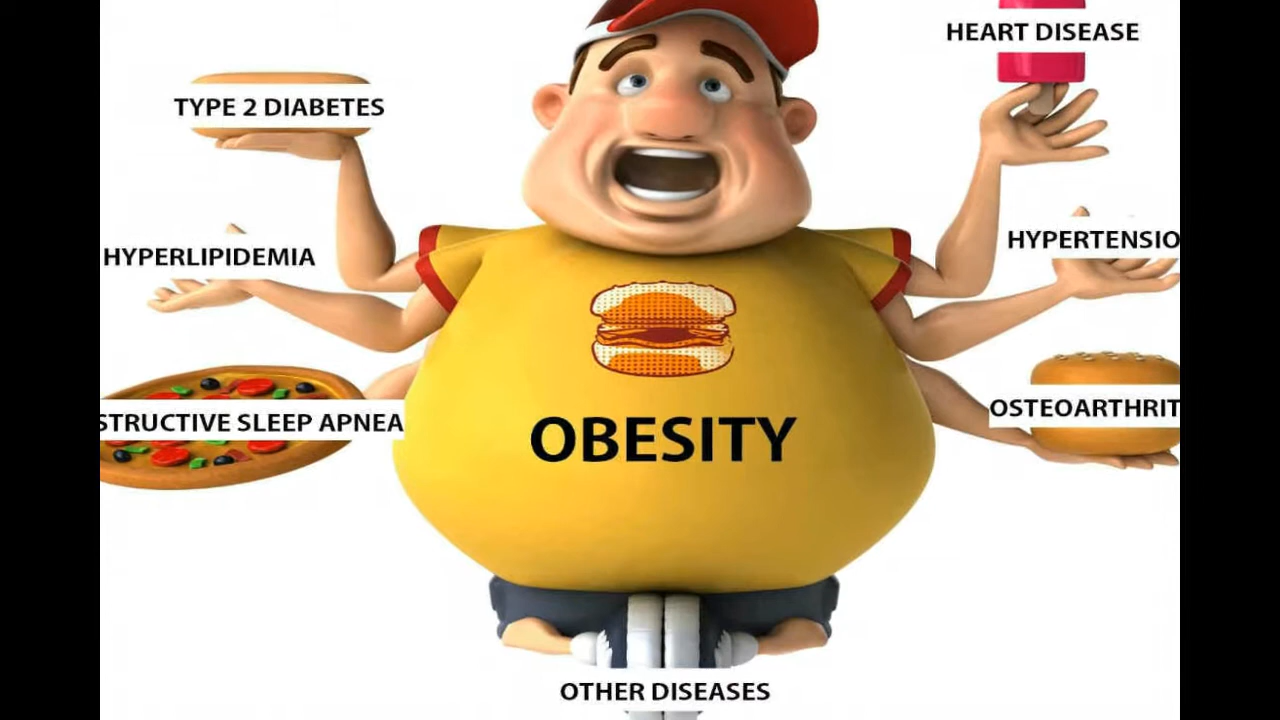 HEART DISEASE
TYPE 2 DIABETES
HYPERTENSIO
HYPERLIPIDEMIA
OSTEOARTHRIT
STRUCTIVE SLEEP APNEA
OBESITY
OTHER DISEASES